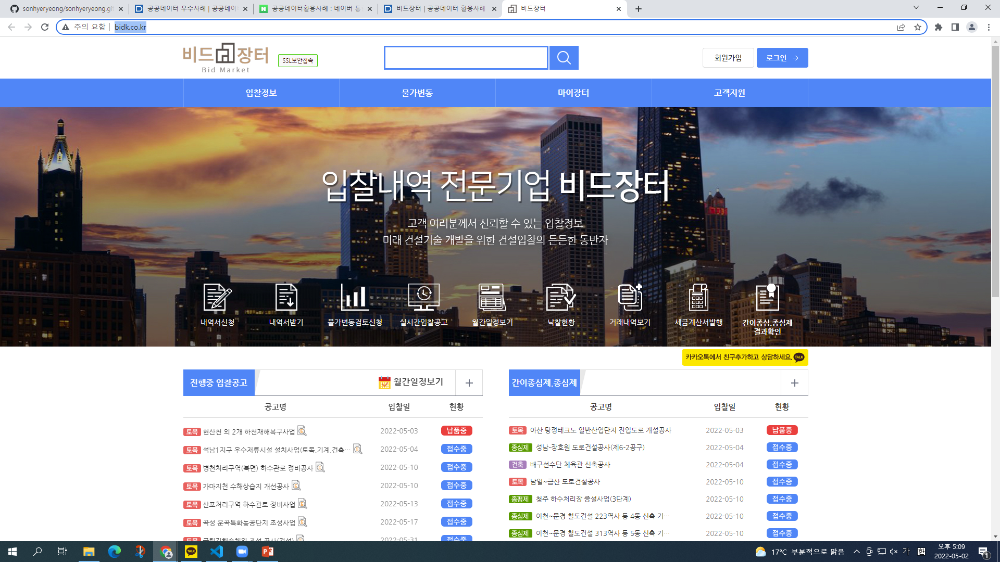 sonhyeryeong/sonhyeryeong.git
공공데이터 우수사례 | 공공데이
공공데이터활용사례 : 네이버 통
비드장터 | 공공데이터 활용사례
비드장터
주의 요함
bidk.co.kr
비드장터
Bid Market
SSL보안접속
회원가입
로그인
입찰정보
물가변동
마이장터
고객지원
입찰내역 전문기업 비드장터
고객 여러분께서 신뢰할 수 있는 입찰정보
미래 건설기술 개발을 위한 건설입찰의 든든한 동반자
내역서신청
내역서받기
물가변동검토신청
실시간입찰공고
월간일정보기
낙찰현황
거래내역보기
세금계산서발행
간이종심.종심제
결과확인
카카오톡에서 친구추가하고 상담하세요. TALK
진행중 입찰공고
월간일정보기
공고명 입찰일 현황
토목 현산천 외 2개 하천재해복구사업 2022-05-03 납품중
토목 석남1지구 우수저류시설 설치사업(토목,기계,건축… 2022-05-04 접수중
토목 병천처리구역(북면) 하수관로 정비공사 2022-05-10 접수중
토목 가마지천 수해상습지 개선공사 2022-05-10 접수중
토목 산포처리구역 하수관로 정비사업 2022-05-13 접수중
토목 곡성 운곡특화농공단지 조성사업 2022-05-17 접수중
토목 국립김해숲체원 조성 공사(건설) 2022-05-31 접수중
간이종심제.종심제
공고명 입찰일 현황
토목 아산 탕정테크노 일반산업단지 진입도로 개설공사 2022-05-03 납품중
종심제 성남-장호원 도로건설공사(제6-2공구) 2022-05-04 접수중
건축 배구선수단 체육관 신축공사 2022-05-04 접수중
토목 남일~금산 도로건설공사 2022-05-10 접수중
종평제 청주 하수처리장 증설사업(3단계) 2022-05-10 접수중
종심제 이천~문경 철도건설 223역사 등 4동 신축 기… 2022-05-10 접수중
종심제 이천~문경 철도건설 313역사 등 5동 신축 기… 2022-05-10 접수중
TALK
17°C 부분적으로 맑음
가
한
오후 5:09
2022-05-02
1